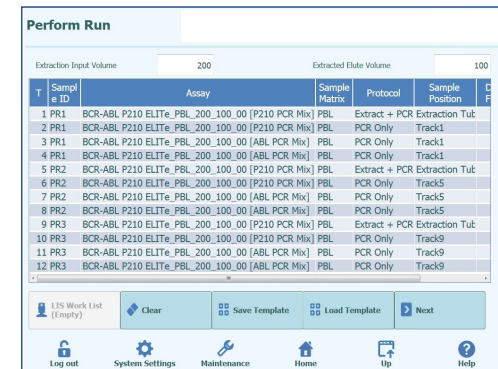 Perform Run
Extraction Input Volume 200 Extracted Elute Volume 100
T Sampl e ID Assay Sample Matrix Protocol Sample Position D F
1 PR1 BCR-ABL P210 ELITe_PBL_200_100_00 [P210 PCR Mix] PBL Extract + PCR Extraction Tub
2 PR1 BCR-ABL P210 ELITe_PBL_200_100_00 [P210 PCR Mix] PBL PCR Only Track1
3 PR1 BCR-ABL P210 ELITe_PBL_200_100_00 [ABL PCR Mix] PBL PCR Only Track1
4 PR1 BCR-ABL P210 ELITe_PBL_200_100_00 [ABL PCR Mix] PBL PCR Only Track1
5 PR2 BCR-ABL P210 ELITe_PBL_200_100_00 [P210 PCR Mix] PBL Extract + PCR Extraction Tub
6 PR2 BCR-ABL P210 ELITe_PBL_200_100_00 [P210 PCR Mix] PBL PCR Only Track5
7 PR2 BCR-ABL P210 ELITe_PBL_200_100_00 [ABL PCR Mix] PBL PCR Only Track5
8 PR2 BCR-ABL P210 ELITe_PBL_200_100_00 [ABL PCR Mix] PBL PCR Only Track5
9 PR3 BCR-ABL P210 ELITe_PBL_200_100_00 [P210 PCR Mix] PBL Extract + PCR Extraction Tub
10 PR3 BCR-ABL P210 ELITe_PBL_200_100_00 [P210 PCR Mix] PBL PCR Only Track9
11 PR3 BCR-ABL P210 ELITe_PBL_200_100_00 [ABL PCR Mix] PBL PCR Only Track9
12 PR3 BCR-ABL P210 ELITe_PBL_200_100_00 [ABL PCR Mix] PBL PCR Only Track9
LIS Work List (Empty) Clear Save Template Load Template Next
Log out System Settings Maintenance Home Up Help